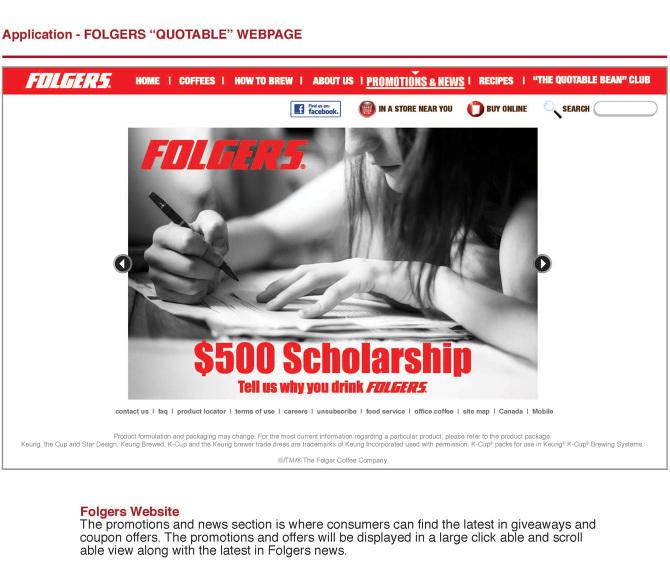 Application - FOLGERS “QUOTABLE” WEBPAGE
FOLGERS®
HOME | COFFEES | HOW TO BREW | ABOUT US | PROMOTIONS & NEWS | RECIPES | “THE QUOTABLE BEAN” CLUB
Find us on: facebook. IN A STORE NEAR YOU BUY ONLINE SEARCH
FOLGERS®
$500 Scholarship
Tell us why you drink FOLGERS.
contact us | faq | product locator | terms of use | careers | unsubscribe | food service | office coffee | site map | Canada | Mobile
Product formulation and packaging may change. For the most current information regarding a particular product, please refer to the product package.
Keurig, the Cup and Star Design, Keurig Brewed, K-Cup and the Keurig brewer trade dress are trademarks of Keurig Incorporated used with permission. K-Cup® packs for use in Keurig® K-Cup® Brewing Systems.
©/TM/® The Folger Coffee Company
Folgers Website
The promotions and news section is where consumers can find the latest in giveaways and
coupon offers. The promotions and offers will be displayed in a large click able and scroll
able view along with the latest in Folgers news.